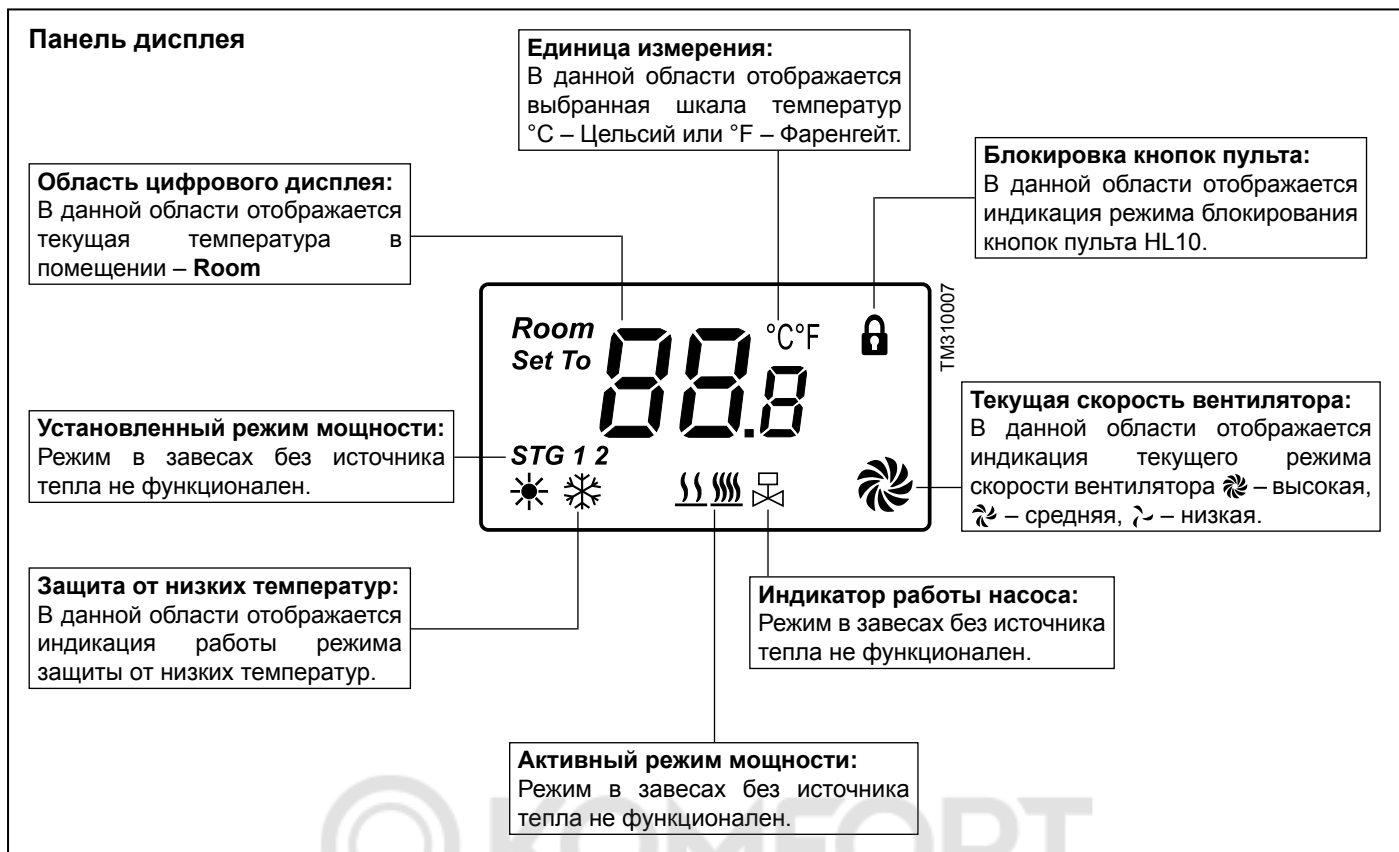 Панель дисплея
Единица измерения:
В данной области отображается
выбранная шкала температур
°C – Цельсий или °F – Фаренгейт.
Область цифрового дисплея:
В данной области отображается
текущая температура в
помещении – Room
Блокировка кнопок пульта:
В данной области отображается
индикация режима блокирования
кнопок пульта HL10.
Room
Set To
88.8
°C°F
TM310007
Установленный режим мощности:
Режим в завесах без источника
тепла не функционален.
STG 1 2
Текущая скорость вентилятора:
В данной области отображается
индикация текущего режима
скорости вентилятора – высокая,
– средняя, – низкая.
Защита от низких температур:
В данной области отображается
индикация работы режима
защиты от низких температур.
Индикатор работы насоса:
Режим в завесах без источника
тепла не функционален.
Активный режим мощности:
Режим в завесах без источника
тепла не функционален.
КОМФОРТ